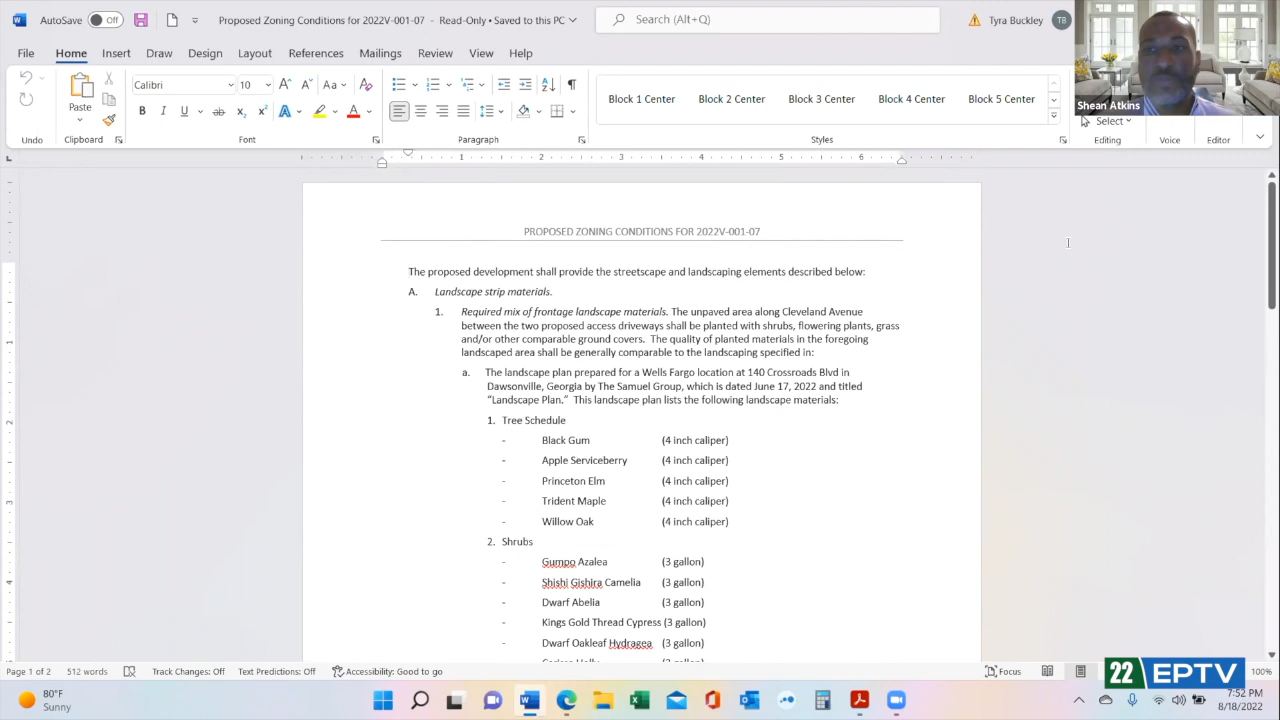 AutoSave Off Proposed Zoning Conditions for 2022V-001-07 - Read-Only • Saved to this PC Search (Alt+Q) Tyra Buckley TB
File Home Insert Draw Design Layout References Mailings Review View Help
Shean Atkins
Calibri 10 Aa
Paste
B I U ab x₂ x² A A
Block 1 Center Block 2 Center Block 3 Center Block 4 Center Block 5 Center
Select
Undo Clipboard Font Paragraph Styles Editing Voice Editor
1 2 3 4 5 6
PROPOSED ZONING CONDITIONS FOR 2022V-001-07
The proposed development shall provide the streetscape and landscaping elements described below:
A. Landscape strip materials.
1. Required mix of frontage landscape materials. The unpaved area along Cleveland Avenue
between the two proposed access driveways shall be planted with shrubs, flowering plants, grass
and/or other comparable ground covers. The quality of planted materials in the foregoing
landscaped area shall be generally comparable to the landscaping specified in:
a. The landscape plan prepared for a Wells Fargo location at 140 Crossroads Blvd in
Dawsonville, Georgia by The Samuel Group, which is dated June 17, 2022 and titled
“Landscape Plan.” This landscape plan lists the following landscape materials:
1. Tree Schedule
- Black Gum (4 inch caliper)
- Apple Serviceberry (4 inch caliper)
- Princeton Elm (4 inch caliper)
- Trident Maple (4 inch caliper)
- Willow Oak (4 inch caliper)
2. Shrubs
- Gumpo Azalea (3 gallon)
- Shishi Gishira Camelia (3 gallon)
- Dwarf Abelia (3 gallon)
- Kings Gold Thread Cypress (3 gallon)
- Dwarf Oakleaf Hydragea (3 gallon)
Page 1 of 2 512 words Track Changes: Off Text Predictions: Off Accessibility: Good to go Focus 100%
22 EPTV
80°F
Sunny
7:52 PM
8/18/2022